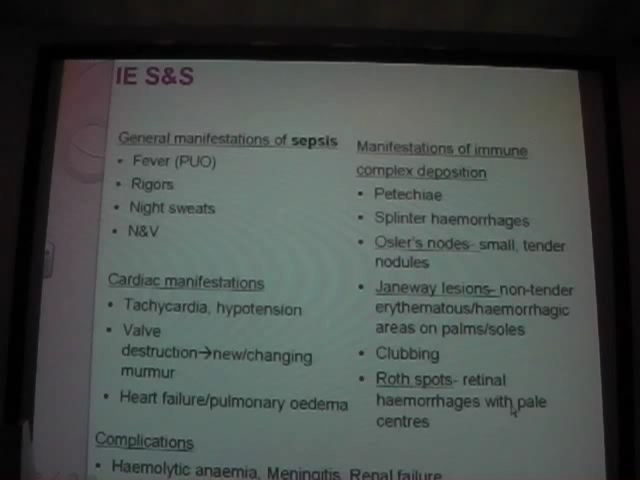 IE S&S
General manifestations of sepsis
• Fever (PUO)
• Rigors
• Night sweats
• N&V
Cardiac manifestations
• Tachycardia, hypotension
• Valve
destruction→new/changing
murmur
• Heart failure/pulmonary oedema
Complications
• Haemolytic anaemia, Meningitis, Renal failure
Manifestations of immune
complex deposition
• Petechiae
• Splinter haemorrhages
• Osler's nodes- small, tender
nodules
• Janeway lesions- non-tender
erythematous/haemorrhagic
areas on palms/soles
• Clubbing
• Roth spots- retinal
haemorrhages with pale
centres